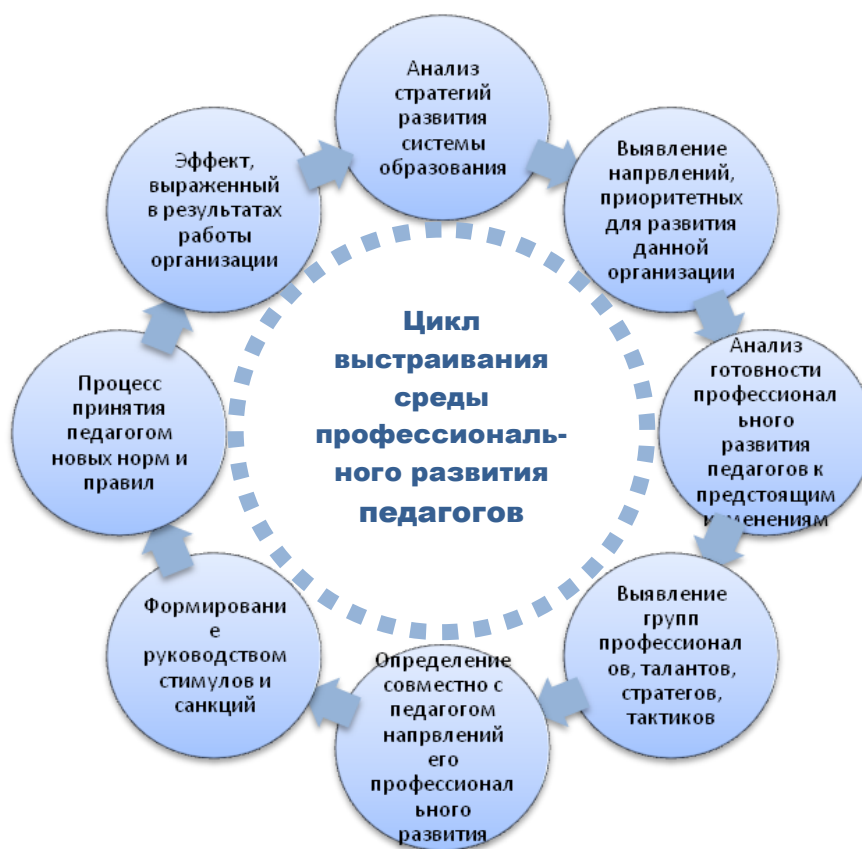 Анализ
стратегий
развития
системы
образования
Выявление
напрвлений,
приоритетных
для развития
данной
организации
Анализ
готовности
профессионал
ьного
развития
педагогов к
предстоящим
изменениям
Выявление
групп
профессионал
ов, талантов,
стратегов,
тактиков
Определение
совместно с
педагогом
напрвлений
его
профессионал
ьного
развития
Формировани
е
руководством
стимулов и
санкций
Процесс
принятия
педагогом
новых норм и
правил
Эффект,
выраженный
в результатах
работы
организации
Цикл
выстраивания
среды
профессиональ-
ного развития
педагогов